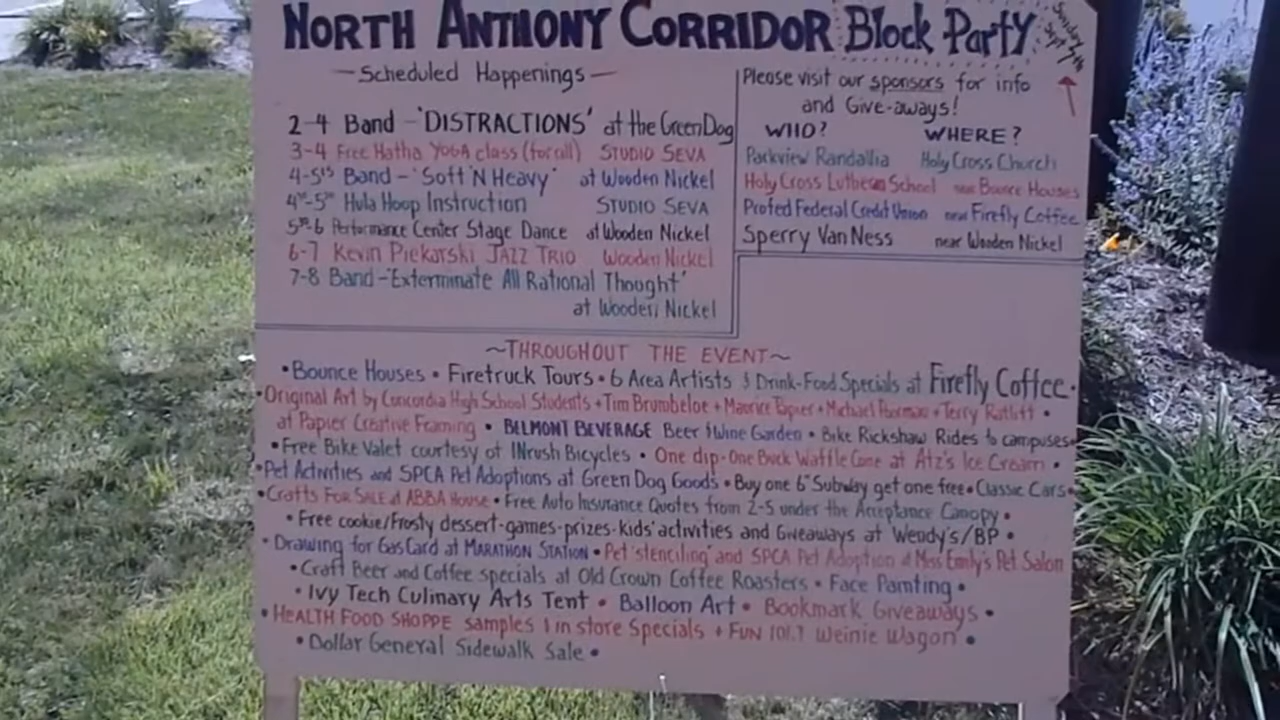 NORTH ANTHONY CORRIDOR Block Party
Sunday
Sept 7th
—Scheduled Happenings—
2-4 Band -'DISTRACTIONS' at the Green Dog
3-4 Free Hatha YOGA class (for all) STUDIO SEVA
4-5¹⁵ Band -'Soft 'N Heavy' at Wooden Nickel
Hula Hoop Instruction STUDIO SEVA
Performance Center Stage Dance at Wooden Nickel
6-7 Kevin Piekarski JAZZ TRIO Wooden Nickel
7-8 Band -'Exterminate All Rational Thought'
at Wooden Nickel
Please visit our sponsors for info
and Give-aways!
WHO? WHERE?
Parkview Randallia Holy Cross Church
Holy Cross Lutheran School near Bounce Houses
Profed Federal Credit Union near Firefly Coffee
Sperry Van Ness near Wooden Nickel
~THROUGHOUT THE EVENT~
•Bounce Houses • Firetruck Tours • 6 Area Artists & Drink-Food Specials at Firefly Coffee•
•Original Art by Concordia High School Students + Tim Brumbeloe + Maurice Papier + Michael + Terry Ratliff •
at Papier Creative Framing • BELMONT BEVERAGE Beer & Wine Garden • Bike Rickshaw Rides to campuses•
•Free Bike Valet courtesy of INrush Bicycles • One dip-One Buck Waffle Cone at Atz's Ice Cream •
•Pet Activities and SPCA Pet Adoptions at Green Dog Goods • Buy one 6" Subway get one free • Classic Cars•
•Crafts FOR SALE at ABBA House • Free Auto Insurance Quotes from 2-5 under the Acceptance Canopy •
• Free cookie/Frosty dessert-games-prizes-kids' activities and Giveaways at Wendy's/BP •
• Drawing for Gas Card at MARATHON STATION • Pet 'stenciling' and SPCA Pet Adoption at Miss Emily's Pet Salon
• Craft Beer and Coffee specials at Old Crown Coffee Roasters • Face Painting •
• Ivy Tech Culinary Arts Tent • Balloon Art • Bookmark Giveaways •
• HEALTH FOOD SHOPPE samples & in store Specials + FUN 101.7 Weinie Wagon •
• Dollar General Sidewalk Sale •